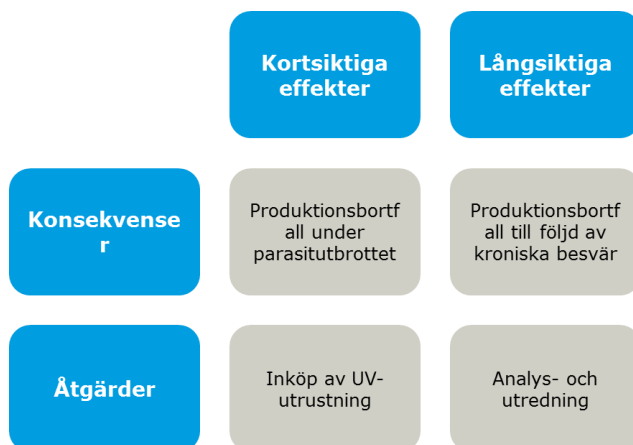 Kortsiktiga
effekter
Långsiktiga
effekter
Konsekvense
r
Produktionsbortf
all under
parasitutbrottet
Produktionsbortf
all till följd av
kroniska besvär
Åtgärder
Inköp av UV-
utrustning
Analys- och
utredning